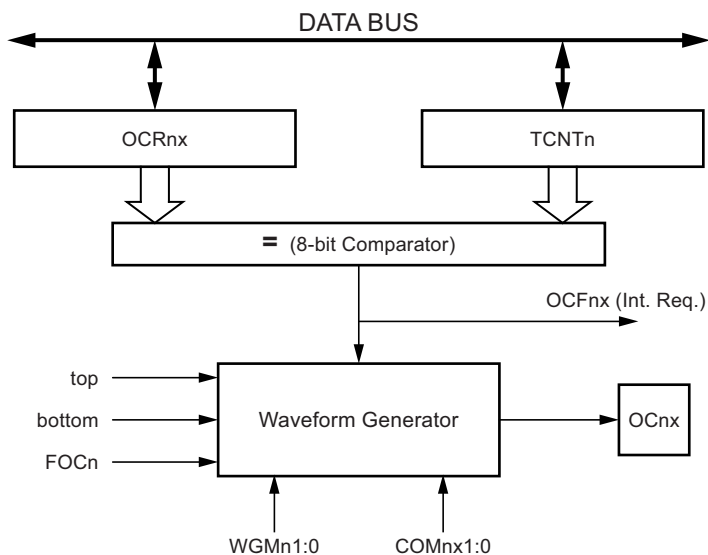 DATA BUS
OCRnx
TCNTn
= (8-bit Comparator)
OCFnx (Int. Req.)
top
bottom
FOCn
Waveform Generator
OCnx
WGMn1:0
COMnx1:0